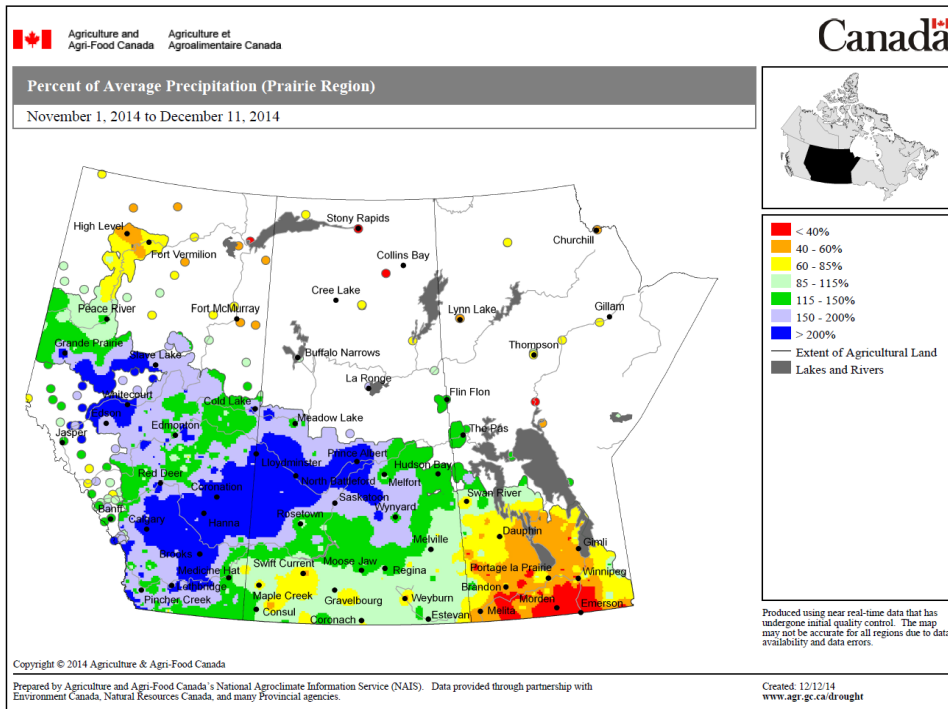 Agriculture and
Agri-Food Canada
Agriculture et
Agroalimentaire Canada
Canada
Percent of Average Precipitation (Prairie Region)
November 1, 2014 to December 11, 2014
Stony Rapids
High Level
Churchill
Fort Vermilion
Collins Bay
Cree Lake
Peace River
Fort McMurray
Lynn Lake
Gillam
Grande Prairie
Thompson
Slave Lake
Buffalo Narrows
La Ronge
Whitecourt
Flin Flon
Cold Lake
Edson
Meadow Lake
Jasper
Edmonton
The Pas
Lloydminster
Prince Albert
Hudson Bay
Red Deer
North Battleford
Melfort
Coronation
Saskatoon
Swan River
Banff
Wynyard
Calgary
Hanna
Rosetown
Dauphin
Melville
Gimli
Brooks
Moose Jaw
Swift Current
Regina
Portage la Prairie
Medicine Hat
Winnipeg
Lethbridge
Brandon
Pincher Creek
Maple Creek
Gravelbourg
Weyburn
Morden
Emerson
Consul
Melita
Coronach
Estevan
< 40%
40 - 60%
60 - 85%
85 - 115%
115 - 150%
150 - 200%
> 200%
Extent of Agricultural Land
Lakes and Rivers
Produced using near real-time data that has
undergone initial quality control. The map
may not be accurate for all regions due to data
availability and data errors.
Copyright © 2014 Agriculture & Agri-Food Canada
Prepared by Agriculture and Agri-Food Canada's National Agroclimate Information Service (NAIS). Data provided through partnership with
Environment Canada, Natural Resources Canada, and many Provincial agencies.
Created: 12/12/14
www.agr.gc.ca/drought